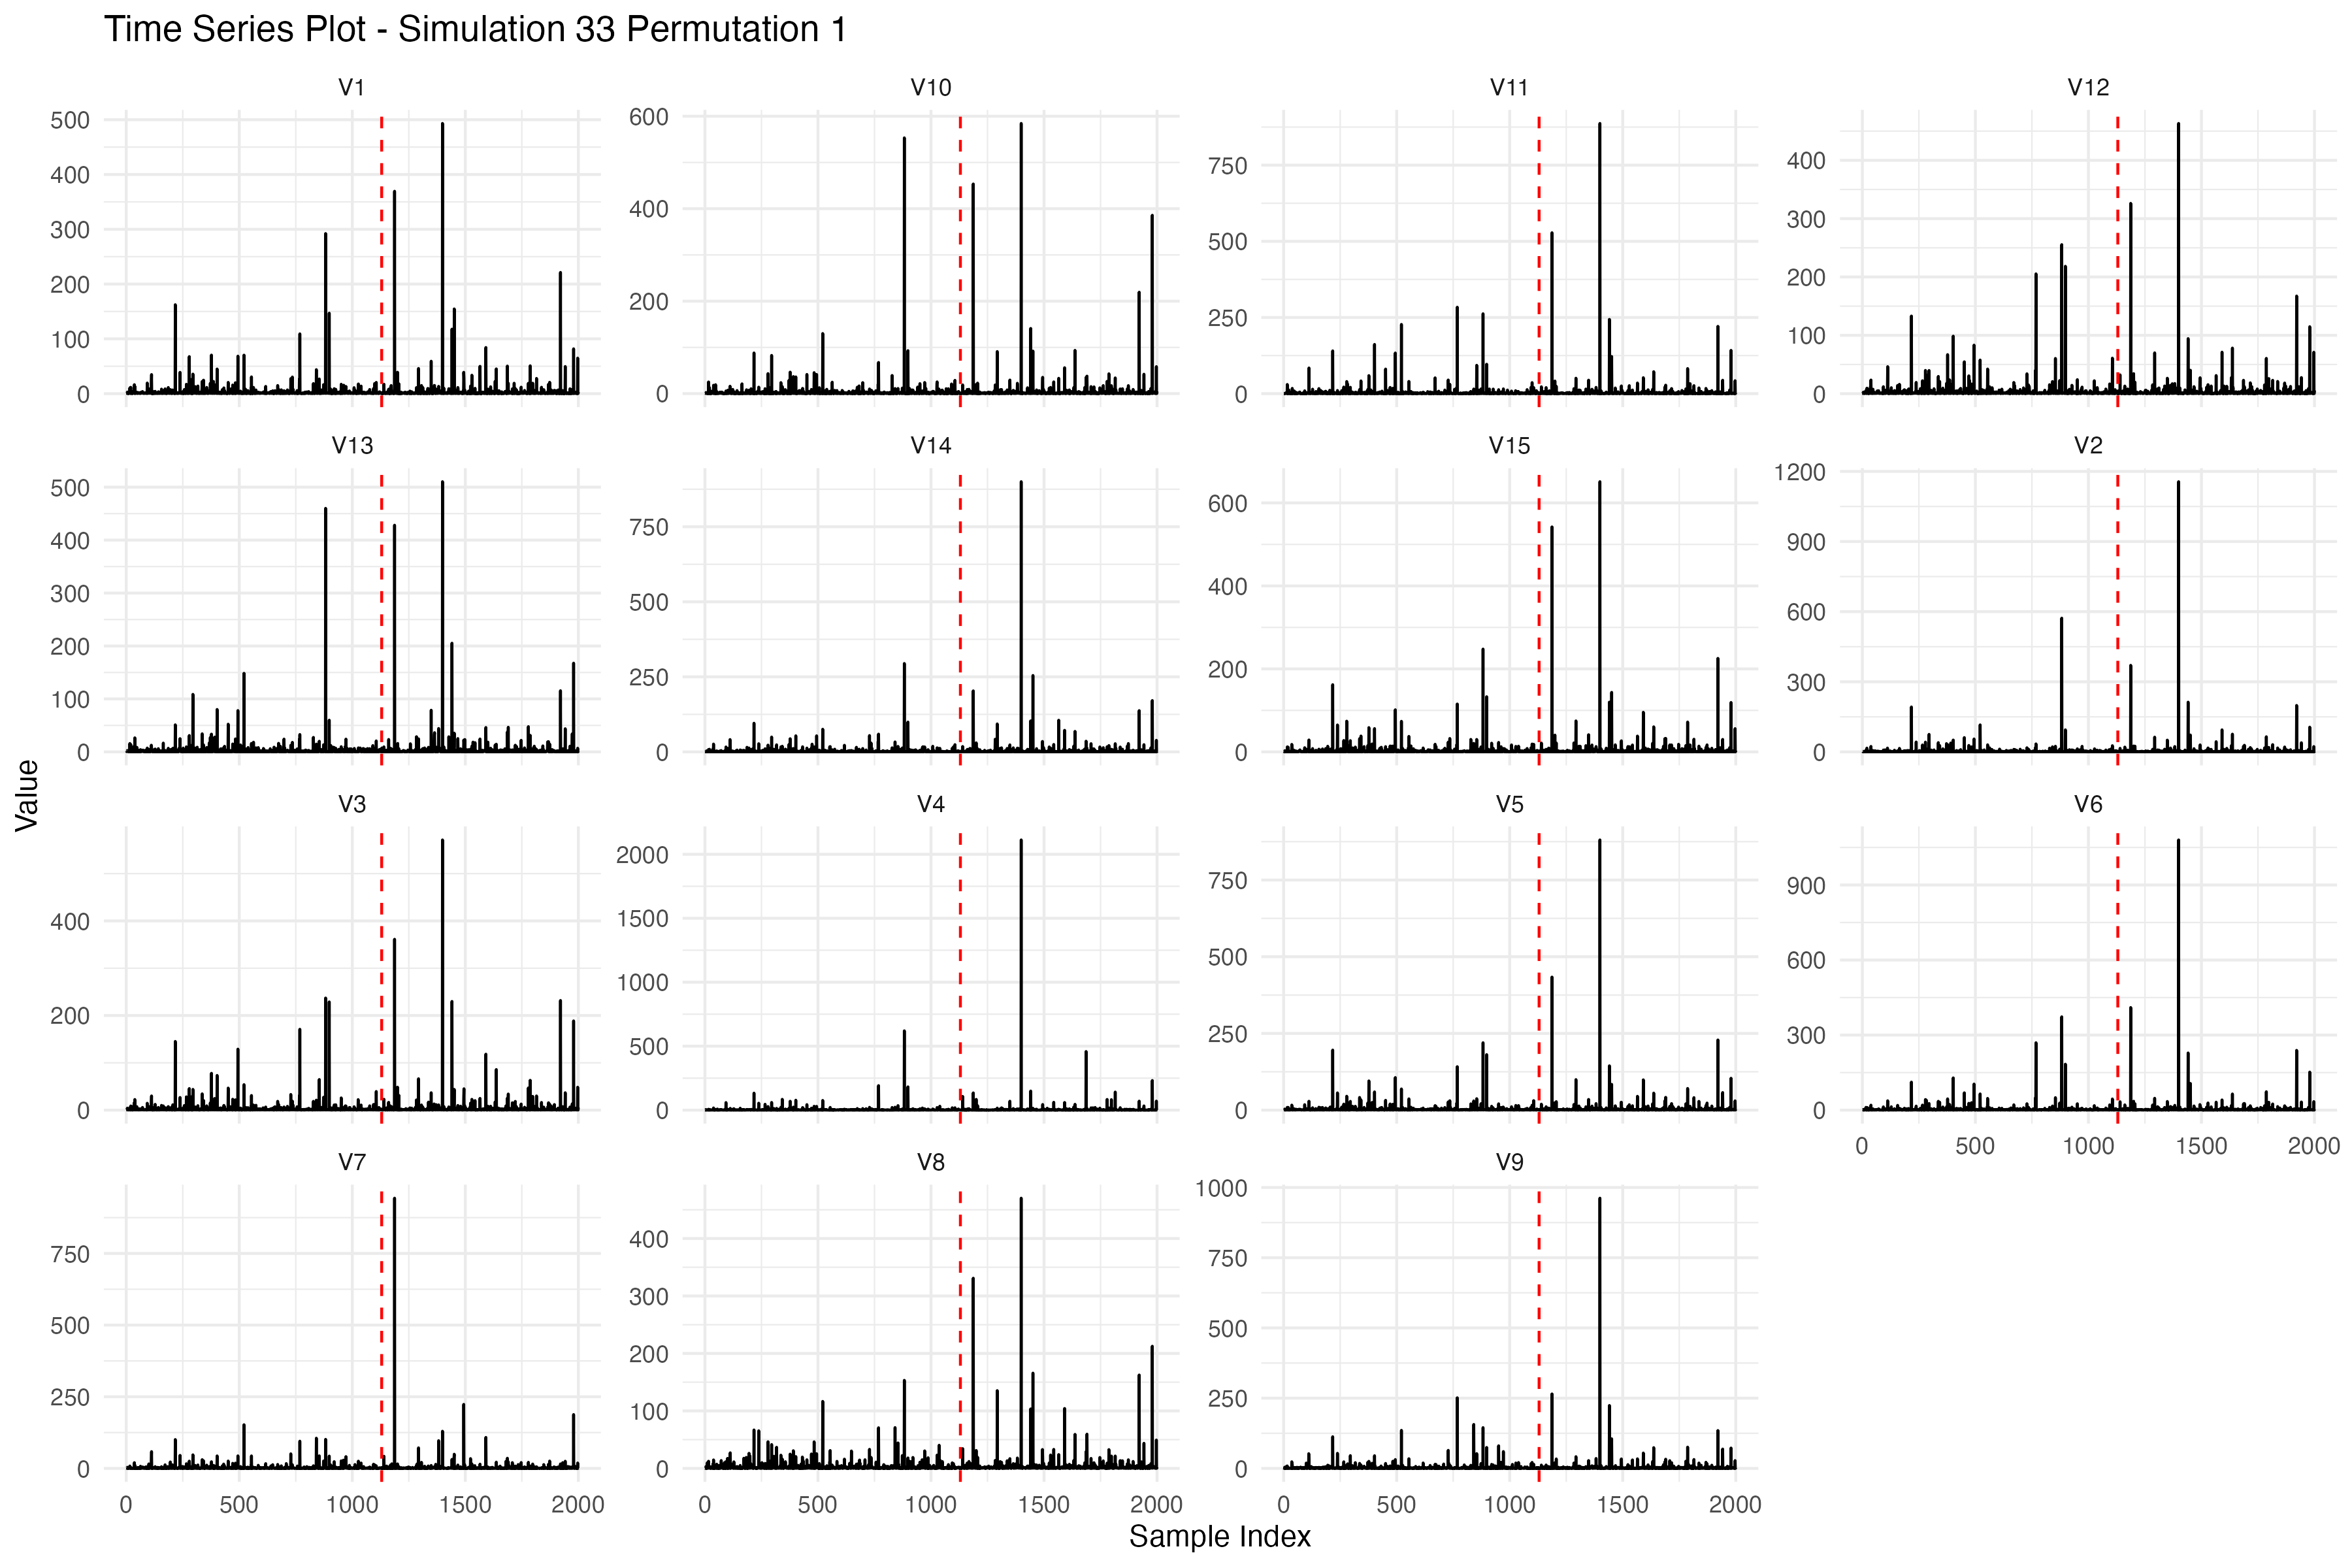 Time Series Plot - Simulation 33 Permutation 1
V1 V10 V11 V12
500 400 300 200 100 0
600 400 200 0
750 500 250 0
400 300 200 100 0
V13 V14 V15 V2
500 400 300 200 100 0
750 500 250 0
600 400 200 0
1200 900 600 300 0
Value
V3 V4 V5 V6
400 200 0
2000 1500 1000 500 0
750 500 250 0
900 600 300 0
0 500 1000 1500 2000
V7 V8 V9
750 500 250 0
400 300 200 100 0
1000 750 500 250 0
0 500 1000 1500 2000
0 500 1000 1500 2000
0 500 1000 1500 2000
Sample Index